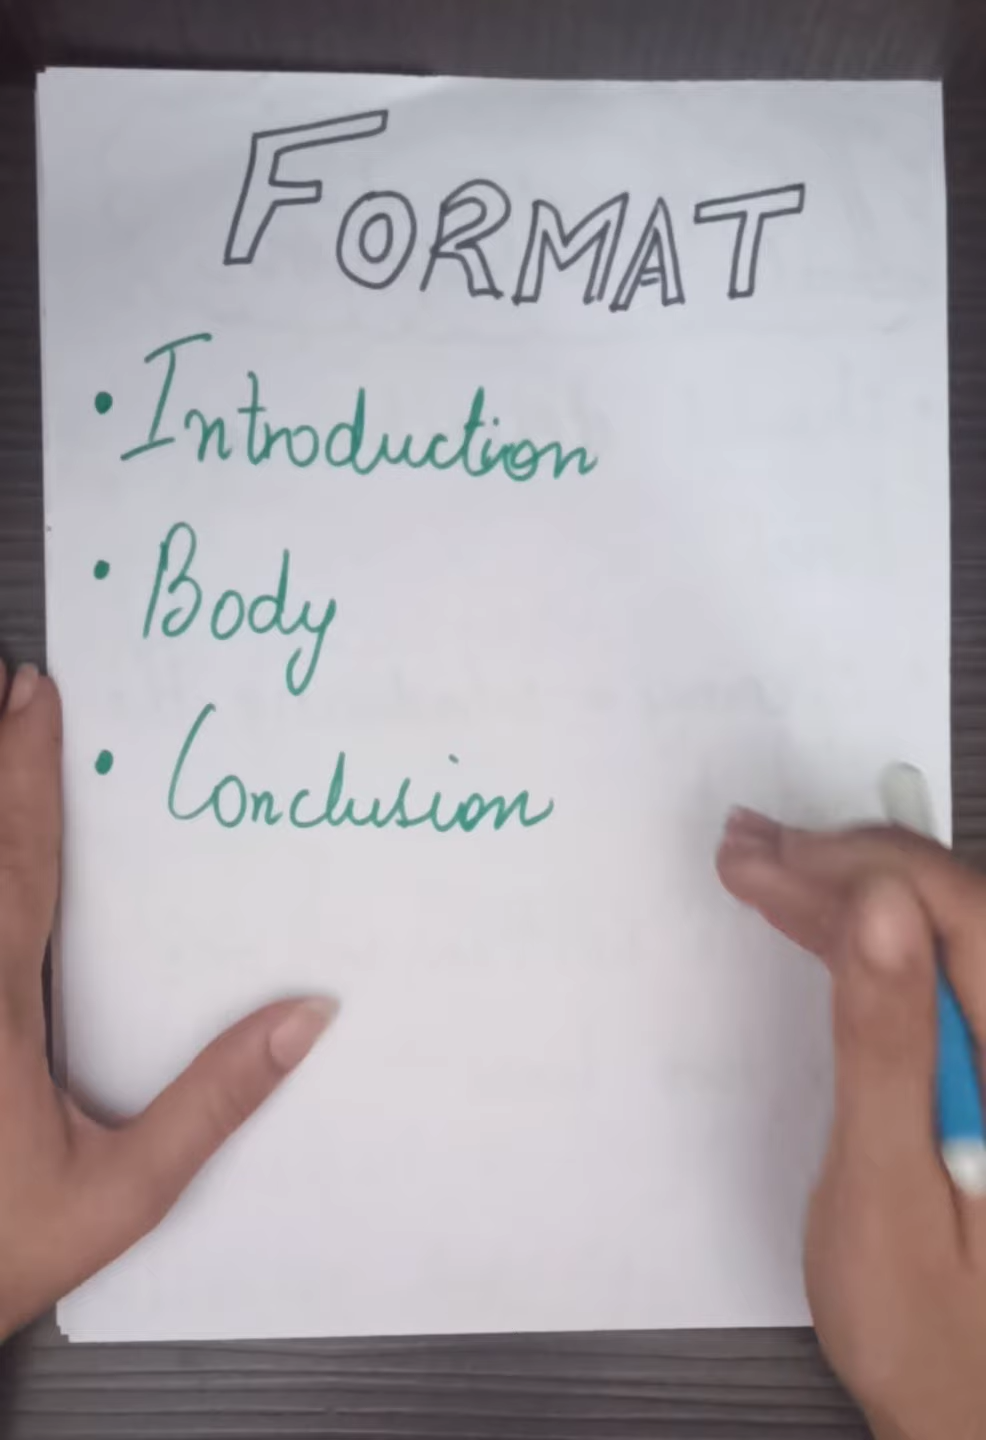 FORMAT
• Introduction
• Body
• Conclusion